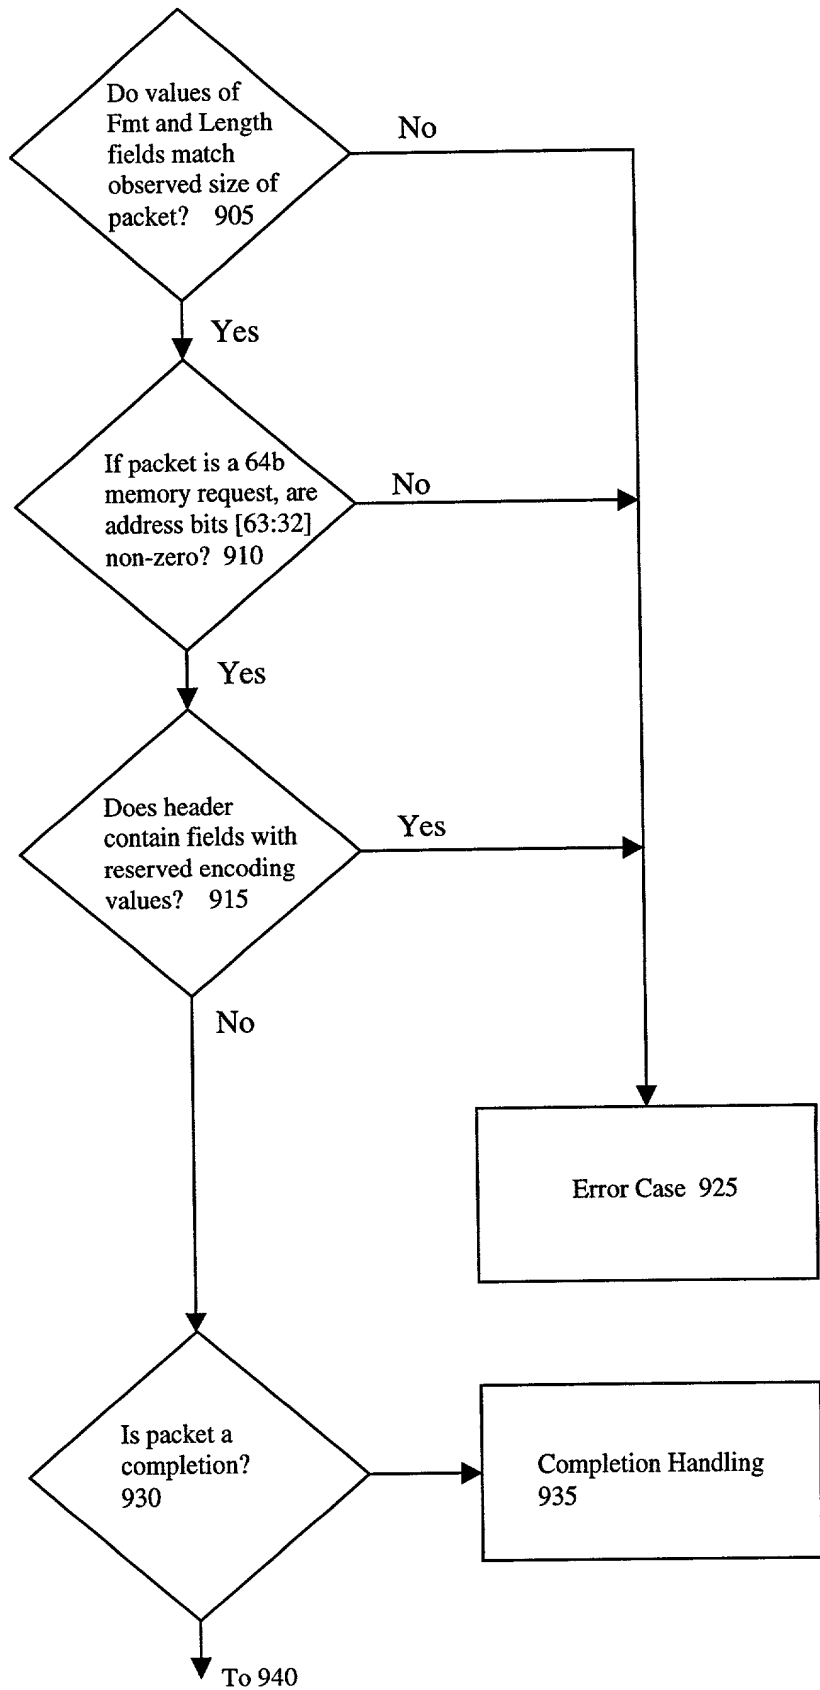 Do values of
Fmt and Length
fields match
observed size of
packet? 905
No
Yes
If packet is a 64b
memory request, are
address bits [63:32]
non-zero? 910
No
Yes
Does header
contain fields with
reserved encoding
values? 915
Yes
No
Error Case 925
Is packet a
completion?
930
Completion Handling
935
To 940